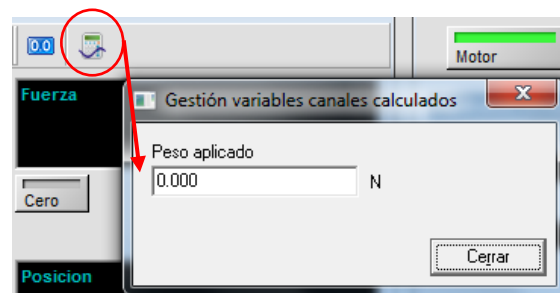 0.0
Motor
Fuerza
Gestión variables canales calculados
Peso aplicado
0.000 N
Cero
Cerrar
Posicion